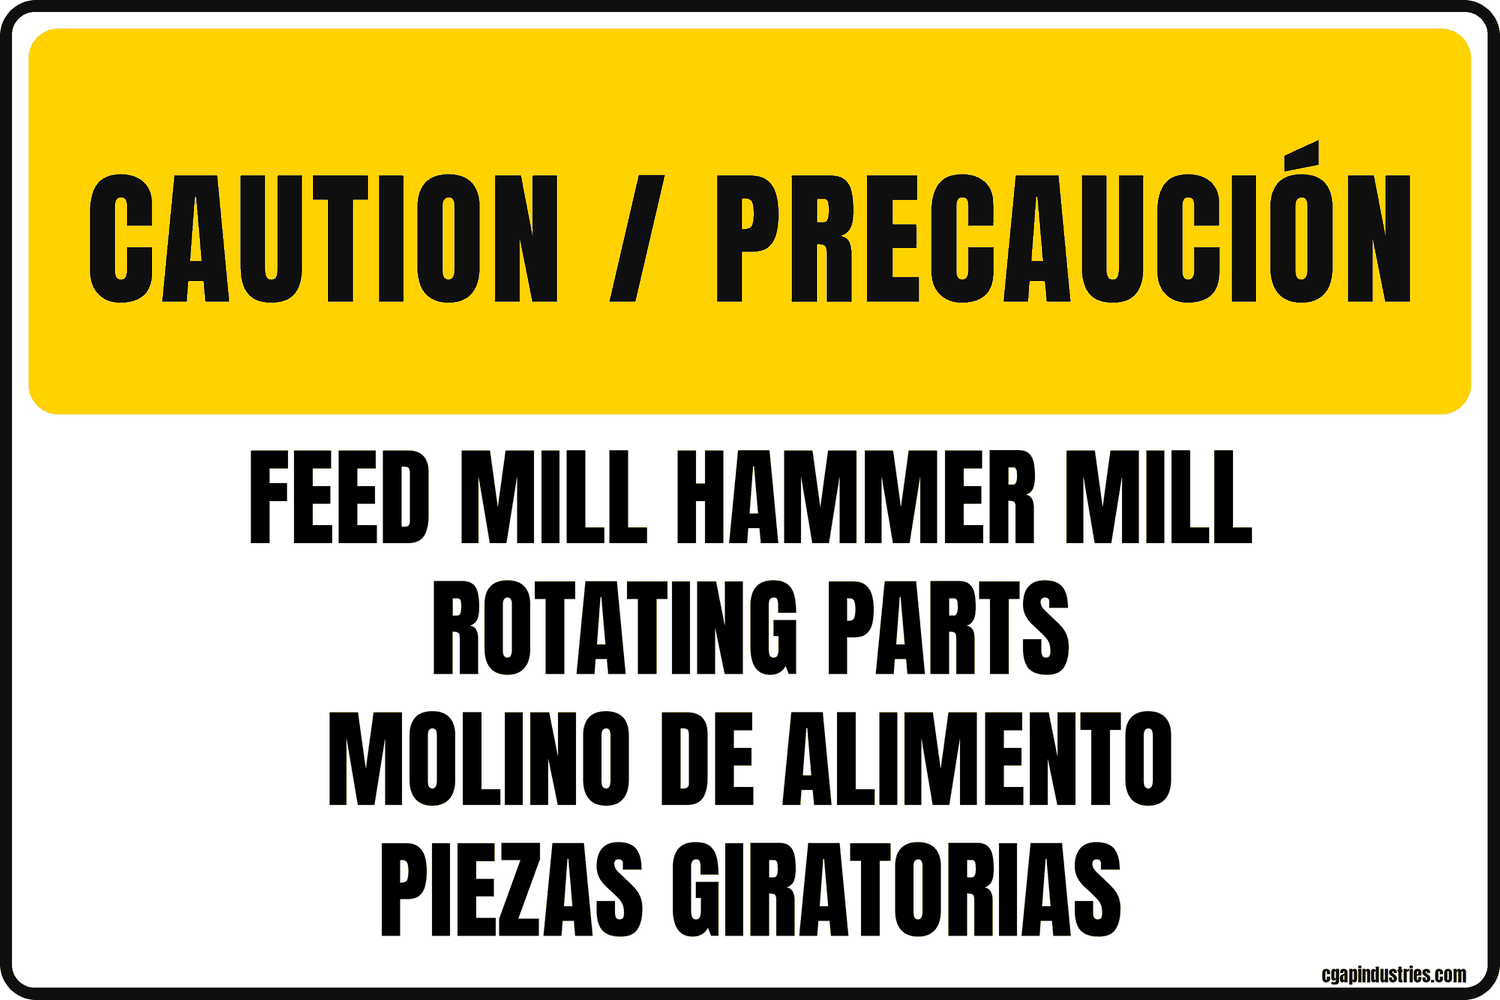 CAUTION / PRECAUCIÓN
FEED MILL HAMMER MILL
ROTATING PARTS
MOLINO DE ALIMENTO
PIEZAS GIRATORIAS
cgapindustries.com